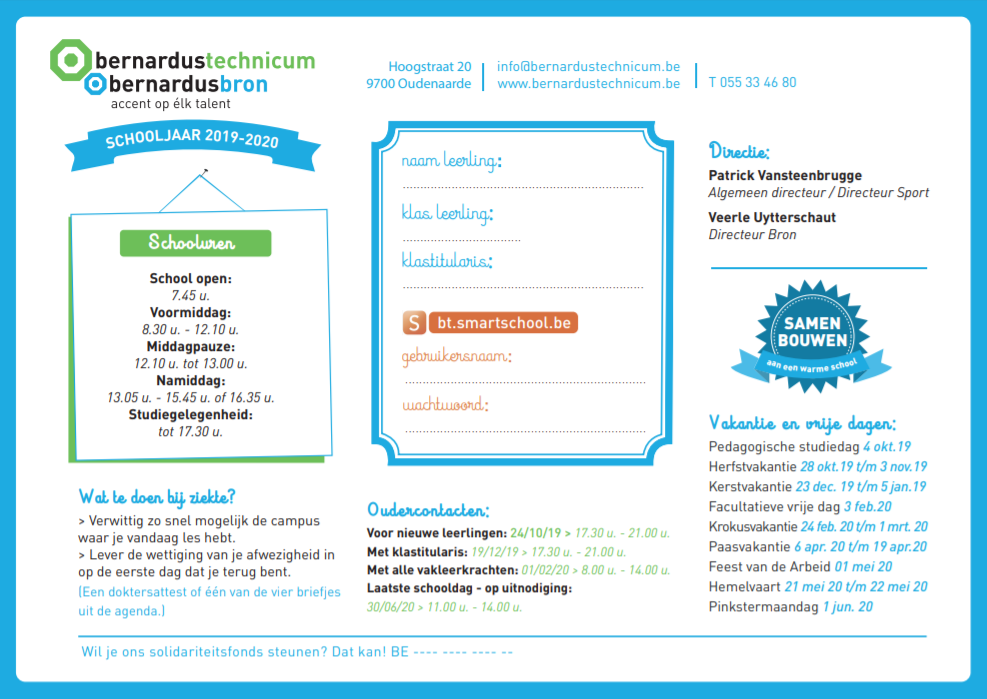 bernardustechnicum
bernardusbron
accent op élk talent
Hoogstraat 20
9700 Oudenaarde
info@bernardustechnicum.be
www.bernardustechnicum.be
T 055 33 46 80
SCHOOLJAAR 2019-2020
Schooluren
School open:
7.45 u.
Voormiddag:
8.30 u. - 12.10 u.
Middagpauze:
12.10 u. tot 13.00 u.
Namiddag:
13.05 u. - 15.45 u. of 16.35 u.
Studiegelegenheid:
tot 17.30 u.
Wat te doen bij ziekte?
> Verwittig zo snel mogelijk de campus
waar je vandaag les hebt.
> Lever de wettiging van je afwezigheid in
op de eerste dag dat je terug bent.
(Een doktersattest of één van de vier briefjes
uit de agenda.)
naam leerling:
klas leerling:
klastitularis:
S bt.smartschool.be
gebruikersnaam:
wachtwoord:
Oudercontacten:
Voor nieuwe leerlingen: 24/10/19 > 17.30 u. - 21.00 u.
Met klastitularis: 19/12/19 > 17.30 u. - 21.00 u.
Met alle vakleerkrachten: 01/02/20 > 8.00 u. - 14.00 u.
Laatste schooldag - op uitnodiging:
30/06/20 > 11.00 u. - 14.00 u.
Directie:
Patrick Vansteenbrugge
Algemeen directeur / Directeur Sport
Veerle Uytterschaut
Directeur Bron
SAMEN
BOUWEN
aan een warme school
Vakantie en vrije dagen:
Pedagogische studiedag 4 okt.19
Herfstvakantie 28 okt.19 t/m 3 nov.19
Kerstvakantie 23 dec. 19 t/m 5 jan.19
Facultatieve vrije dag 3 feb.20
Krokusvakantie 24 feb. 20 t/m 1 mrt. 20
Paasvakantie 6 apr. 20 t/m 19 apr.20
Feest van de Arbeid 01 mei 20
Hemelvaart 21 mei 20 t/m 22 mei 20
Pinkstermaandag 1 jun. 20
Wil je ons solidariteitsfonds steunen? Dat kan! BE ---- ---- ---- --